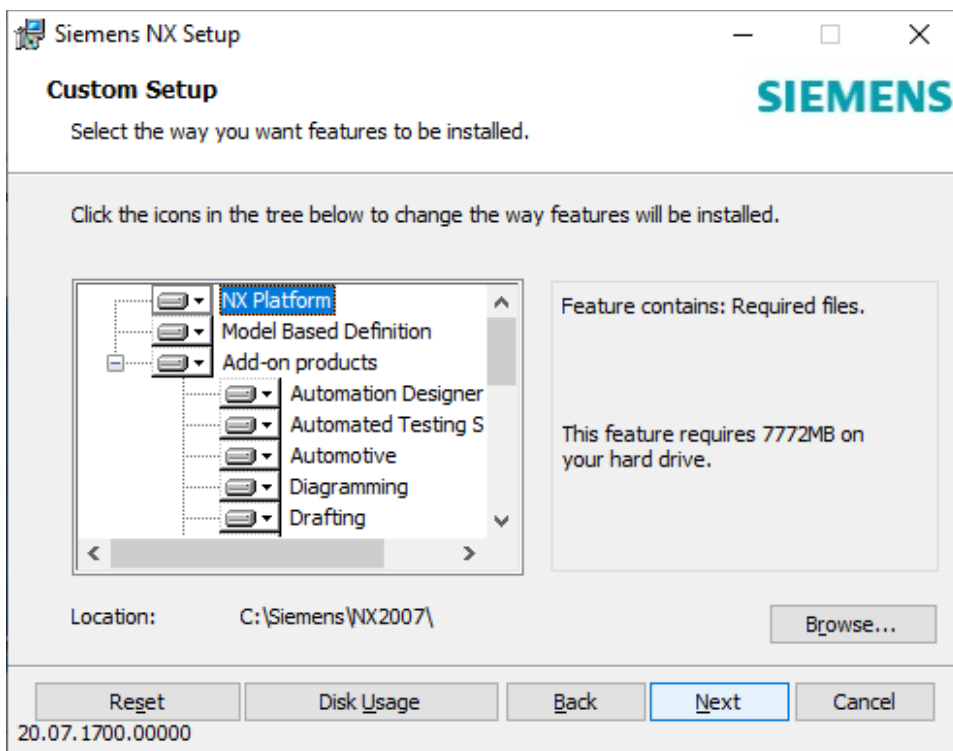 Siemens NX Setup
Custom Setup
SIEMENS
Select the way you want features to be installed.
Click the icons in the tree below to change the way features will be installed.
NX Platform
Model Based Definition
Add-on products
Automation Designer
Automated Testing S
Automotive
Diagramming
Drafting
Feature contains: Required files.
This feature requires 7772MB on
your hard drive.
Location: C:\Siemens\NX2007\
Browse...
Reset Disk Usage Back Next Cancel
20.07.1700.00000